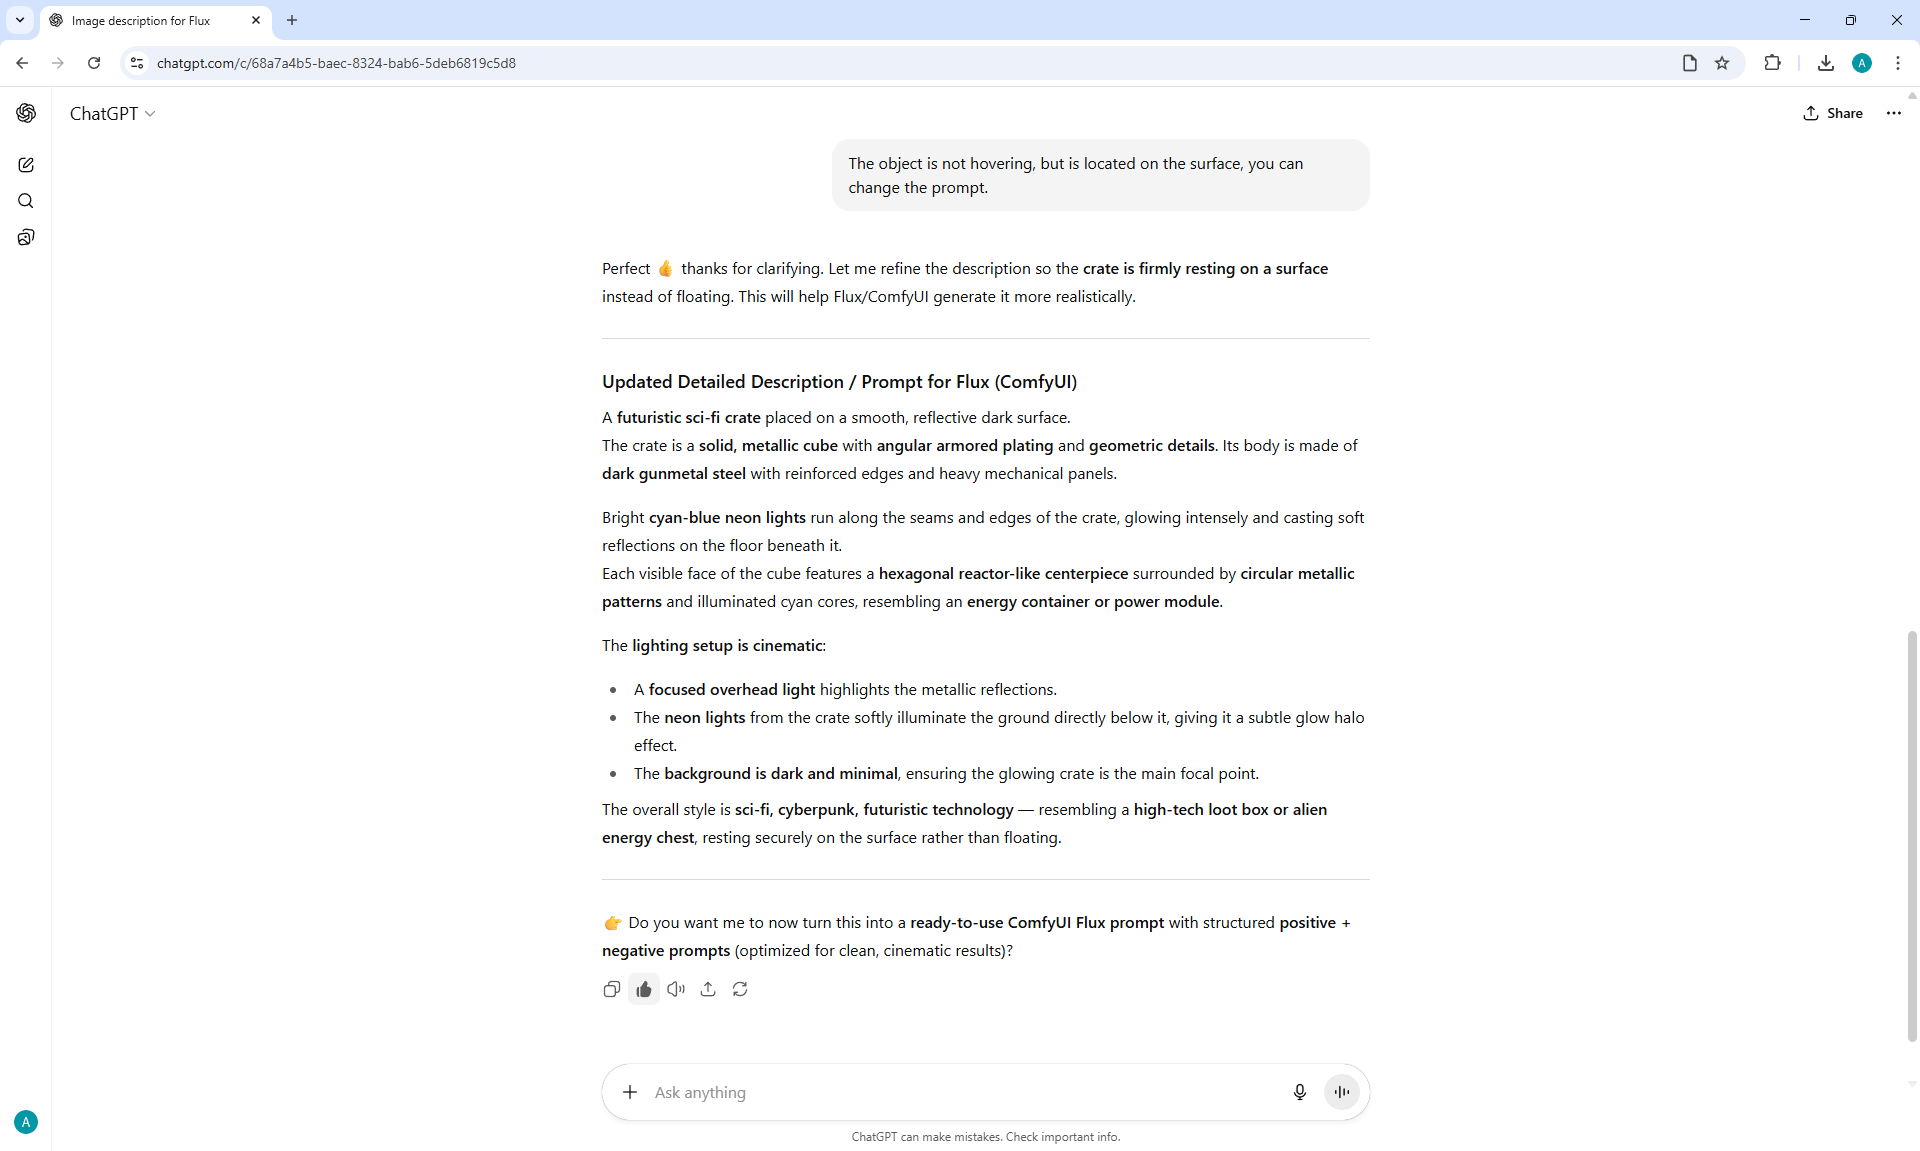 Image description for Flux
chatgpt.com/c/68a7a4b5-baec-8324-bab6-5deb6819c5d8
A
ChatGPT
Share
The object is not hovering, but is located on the surface, you can
change the prompt.
Perfect 👍 thanks for clarifying. Let me refine the description so the crate is firmly resting on a surface
instead of floating. This will help Flux/ComfyUI generate it more realistically.
Updated Detailed Description / Prompt for Flux (ComfyUI)
A futuristic sci-fi crate placed on a smooth, reflective dark surface.
The crate is a solid, metallic cube with angular armored plating and geometric details. Its body is made of
dark gunmetal steel with reinforced edges and heavy mechanical panels.
Bright cyan-blue neon lights run along the seams and edges of the crate, glowing intensely and casting soft
reflections on the floor beneath it.
Each visible face of the cube features a hexagonal reactor-like centerpiece surrounded by circular metallic
patterns and illuminated cyan cores, resembling an energy container or power module.
The lighting setup is cinematic:
• A focused overhead light highlights the metallic reflections.
• The neon lights from the crate softly illuminate the ground directly below it, giving it a subtle glow halo
effect.
• The background is dark and minimal, ensuring the glowing crate is the main focal point.
The overall style is sci-fi, cyberpunk, futuristic technology — resembling a high-tech loot box or alien
energy chest, resting securely on the surface rather than floating.
👉 Do you want me to now turn this into a ready-to-use ComfyUI Flux prompt with structured positive +
negative prompts (optimized for clean, cinematic results)?
Ask anything
A
ChatGPT can make mistakes. Check important info.